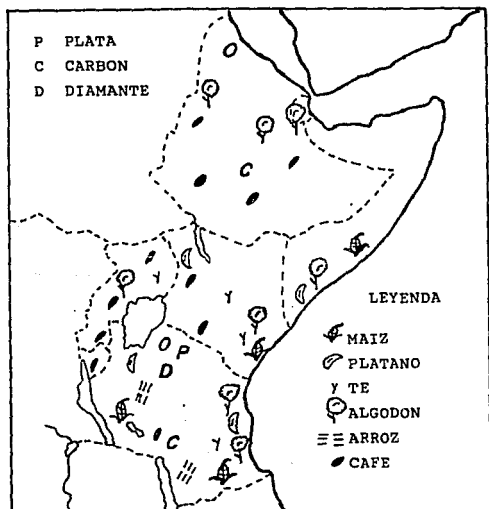 P PLATA
C CARBON
D DIAMANTE
O
C
Y
Y
Y
O P
D
C
Y
LEYENDA
MAIZ
PLATANO
Y TE
ALGODON
ARROZ
CAFE